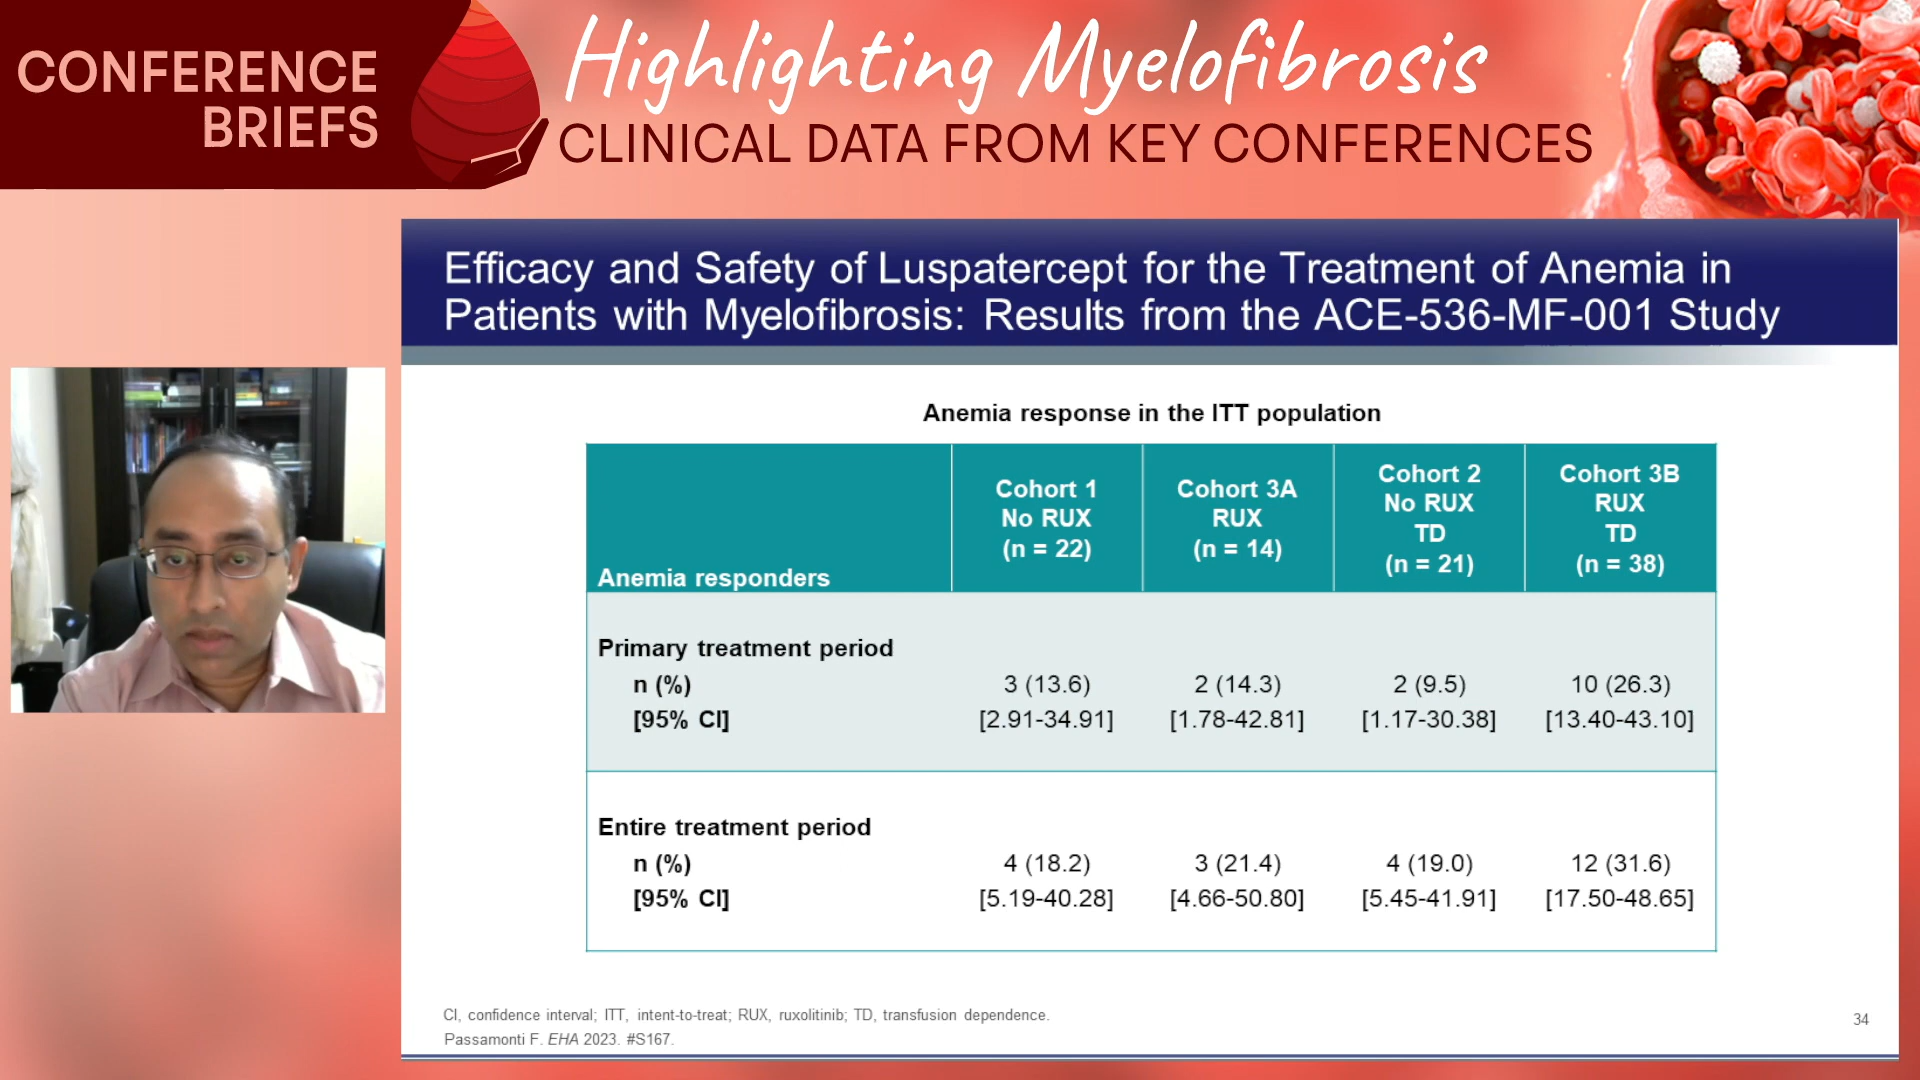 CONFERENCE
BRIEFS
Highlighting Myelofibrosis
CLINICAL DATA FROM KEY CONFERENCES
Efficacy and Safety of Luspatercept for the Treatment of Anemia in
Patients with Myelofibrosis: Results from the ACE-536-MF-001 Study
Anemia response in the ITT population
Anemia responders
Cohort 1
No RUX
(n = 22)
Cohort 3A
RUX
(n = 14)
Cohort 2
No RUX
TD
(n = 21)
Cohort 3B
RUX
TD
(n = 38)
Primary treatment period
n (%) 3 (13.6) 2 (14.3) 2 (9.5) 10 (26.3)
[95% CI] [2.91-34.91] [1.78-42.81] [1.17-30.38] [13.40-43.10]
Entire treatment period
n (%) 4 (18.2) 3 (21.4) 4 (19.0) 12 (31.6)
[95% CI] [5.19-40.28] [4.66-50.80] [5.45-41.91] [17.50-48.65]
CI, confidence interval; ITT, intent-to-treat; RUX, ruxolitinib; TD, transfusion dependence.
Passamonti F. EHA 2023. #S167.
34